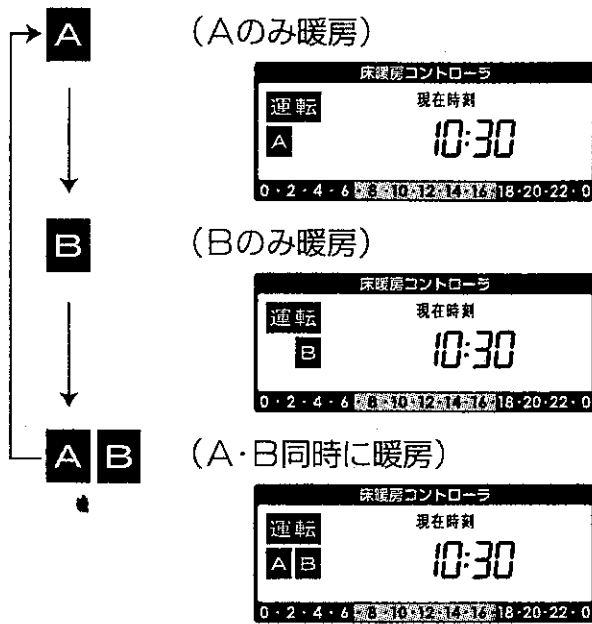 A (Aのみ暖房)
床暖房コントローラ
運転 現在時刻
A 10:30
0・2・4・6・8・10・12・14・16・18・20・22・0
B (Bのみ暖房)
床暖房コントローラ
運転 現在時刻
B 10:30
0・2・4・6・8・10・12・14・16・18・20・22・0
A B (A・B同時に暖房)
床暖房コントローラ
運転 現在時刻
A B 10:30
0・2・4・6・8・10・12・14・16・18・20・22・0